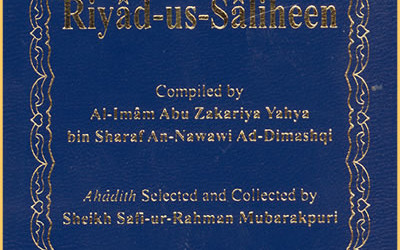 Riyâd-us-Sâliheen
Compiled by
Al-Imâm Abu Zakariya Yahya
bin Sharaf An-Nawawi Ad-Dimashqi
Ahâdith Selected and Collected by
Sheikh Safi-ur-Rahman Mubarakpuri